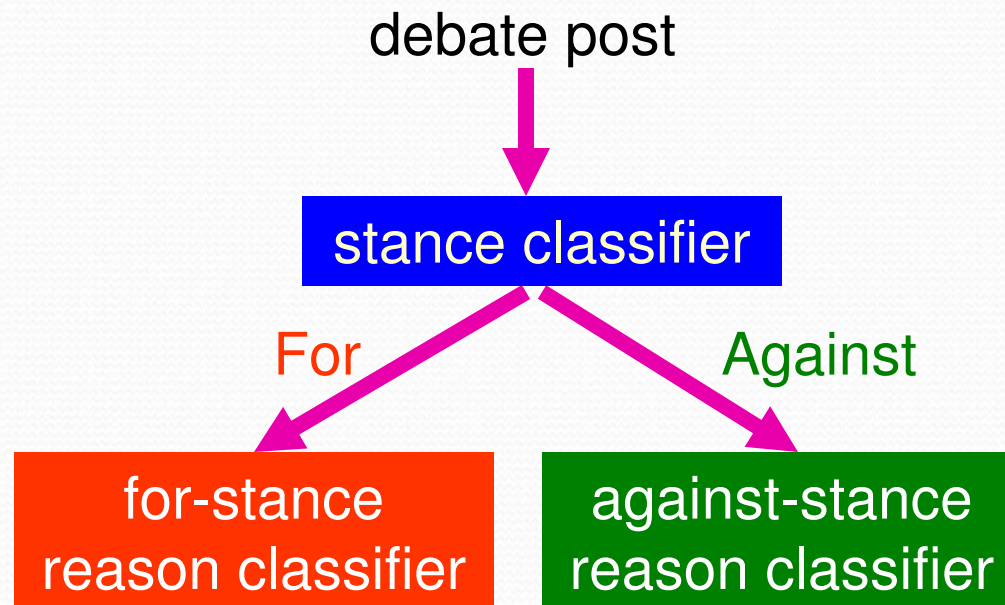 debate post
stance classifier
For
Against
for-stance
reason classifier
against-stance
reason classifier